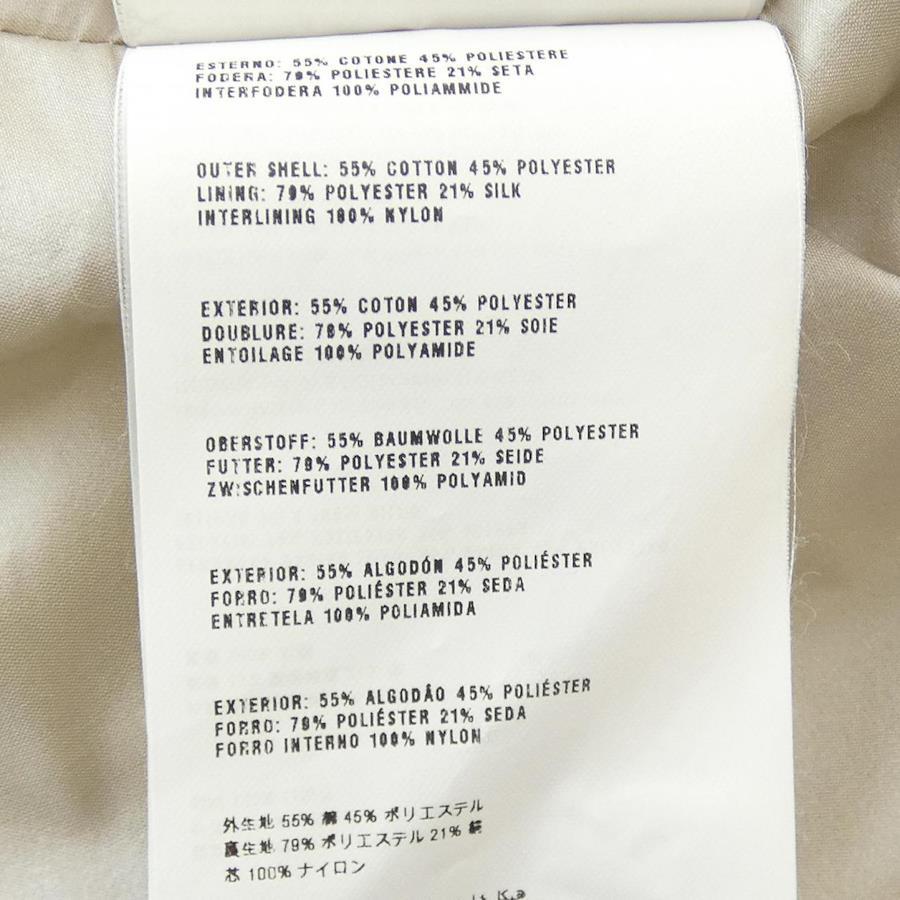 ESTERNO: 55% COTONE 45% POLIESTERE
FODERA: 79% POLIESTERE 21% SETA
INTERFODERA 100% POLIAMMIDE
OUTER SHELL: 55% COTTON 45% POLYESTER
LINING: 79% POLYESTER 21% SILK
INTERLINING 100% NYLON
EXTERIOR: 55% COTON 45% POLYESTER
DOUBLURE: 79% POLYESTER 21% SOIE
ENTOILAGE 100% POLYAMIDE
OBERSTOFF: 55% BAUMWOLLE 45% POLYESTER
FUTTER: 79% POLYESTER 21% SEIDE
ZWISCHENFUTTER 100% POLYAMID
EXTERIOR: 55% ALGODÓN 45% POLIÉSTER
FORRO: 79% POLIÉSTER 21% SEDA
ENTRETELA 100% POLIAMIDA
EXTERIOR: 55% ALGODÃO 45% POLIÉSTER
FORRO: 79% POLIÉSTER 21% SEDA
FORRO INTERNO 100% NYLON
外生地 55% 綿 45% ポリエステル
裏生地 79% ポリエステル 21% 絹
芯 100% ナイロン